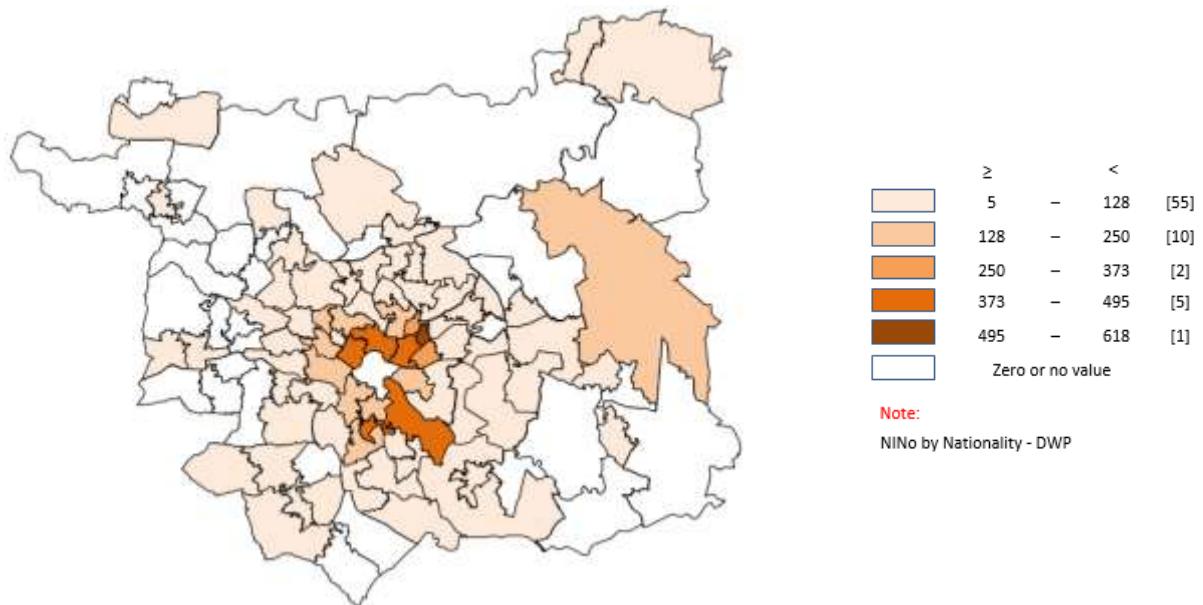 ≥ <
5 – 128 [55]
128 – 250 [10]
250 – 373 [2]
373 – 495 [5]
495 – 618 [1]
Zero or no value
Note:
NINo by Nationality - DWP